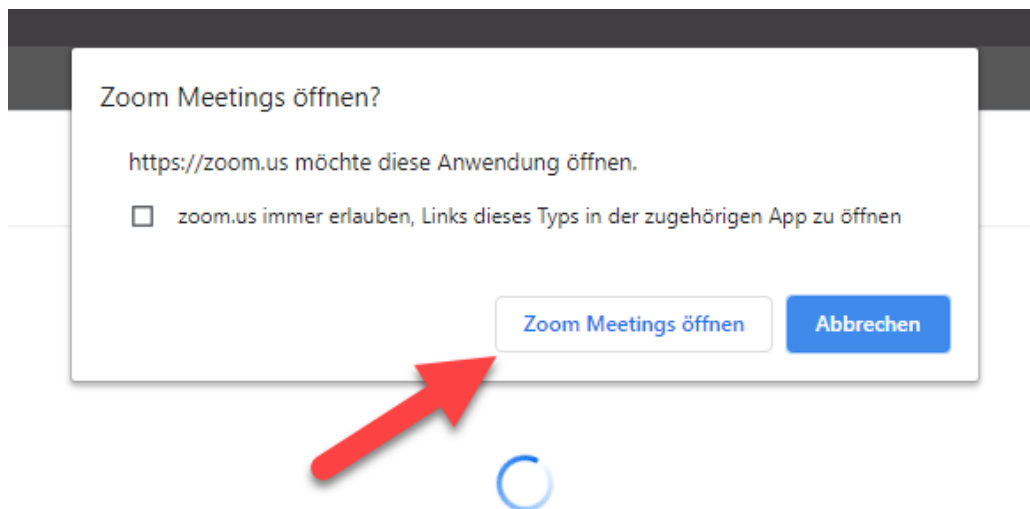 Zoom Meetings öffnen?
https://zoom.us möchte diese Anwendung öffnen.
zoom.us immer erlauben, Links dieses Typs in der zugehörigen App zu öffnen
Zoom Meetings öffnen Abbrechen